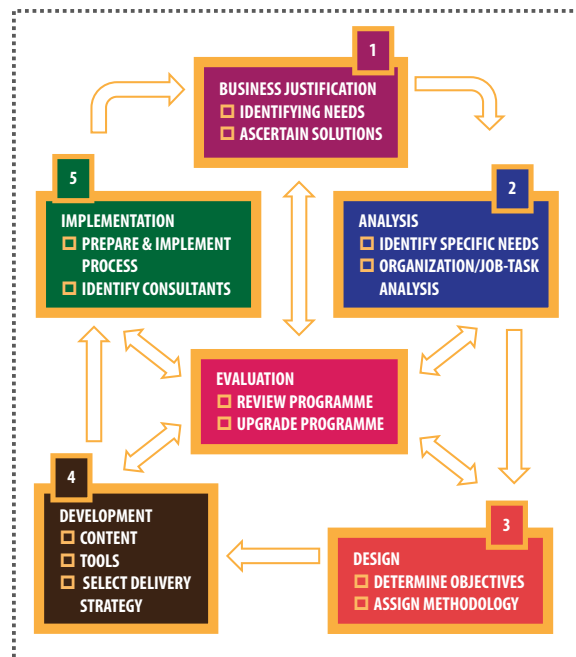 1
BUSINESS JUSTIFICATION
IDENTIFYING NEEDS
ASCERTAIN SOLUTIONS
2
ANALYSIS
IDENTIFY SPECIFIC NEEDS
ORGANIZATION/JOB-TASK
ANALYSIS
3
DESIGN
DETERMINE OBJECTIVES
ASSIGN METHODOLOGY
4
DEVELOPMENT
CONTENT
TOOLS
SELECT DELIVERY
STRATEGY
5
IMPLEMENTATION
PREPARE & IMPLEMENT
PROCESS
IDENTIFY CONSULTANTS
EVALUATION
REVIEW PROGRAMME
UPGRADE PROGRAMME